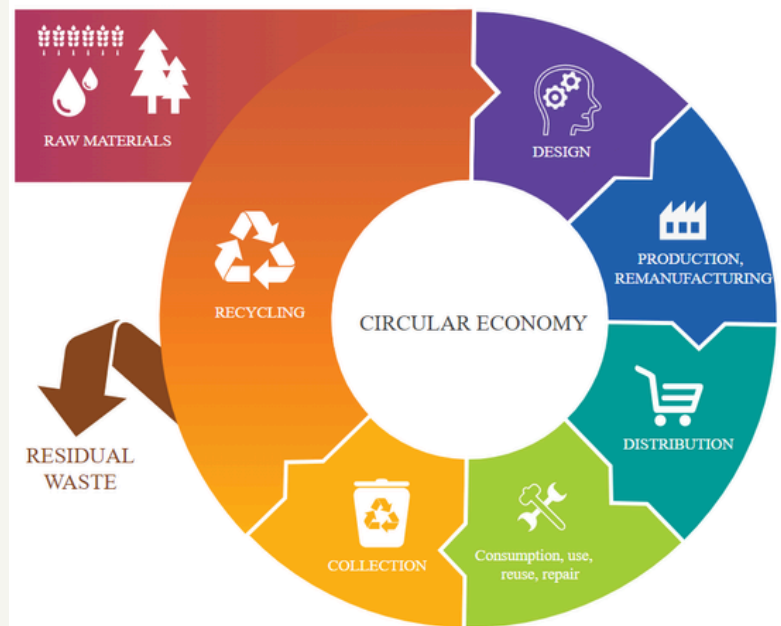 RAW MATERIALS
DESIGN
PRODUCTION,
REMANUFACTURING
DISTRIBUTION
Consumption, use,
reuse, repair
COLLECTION
RECYCLING
RESIDUAL
WASTE
CIRCULAR ECONOMY